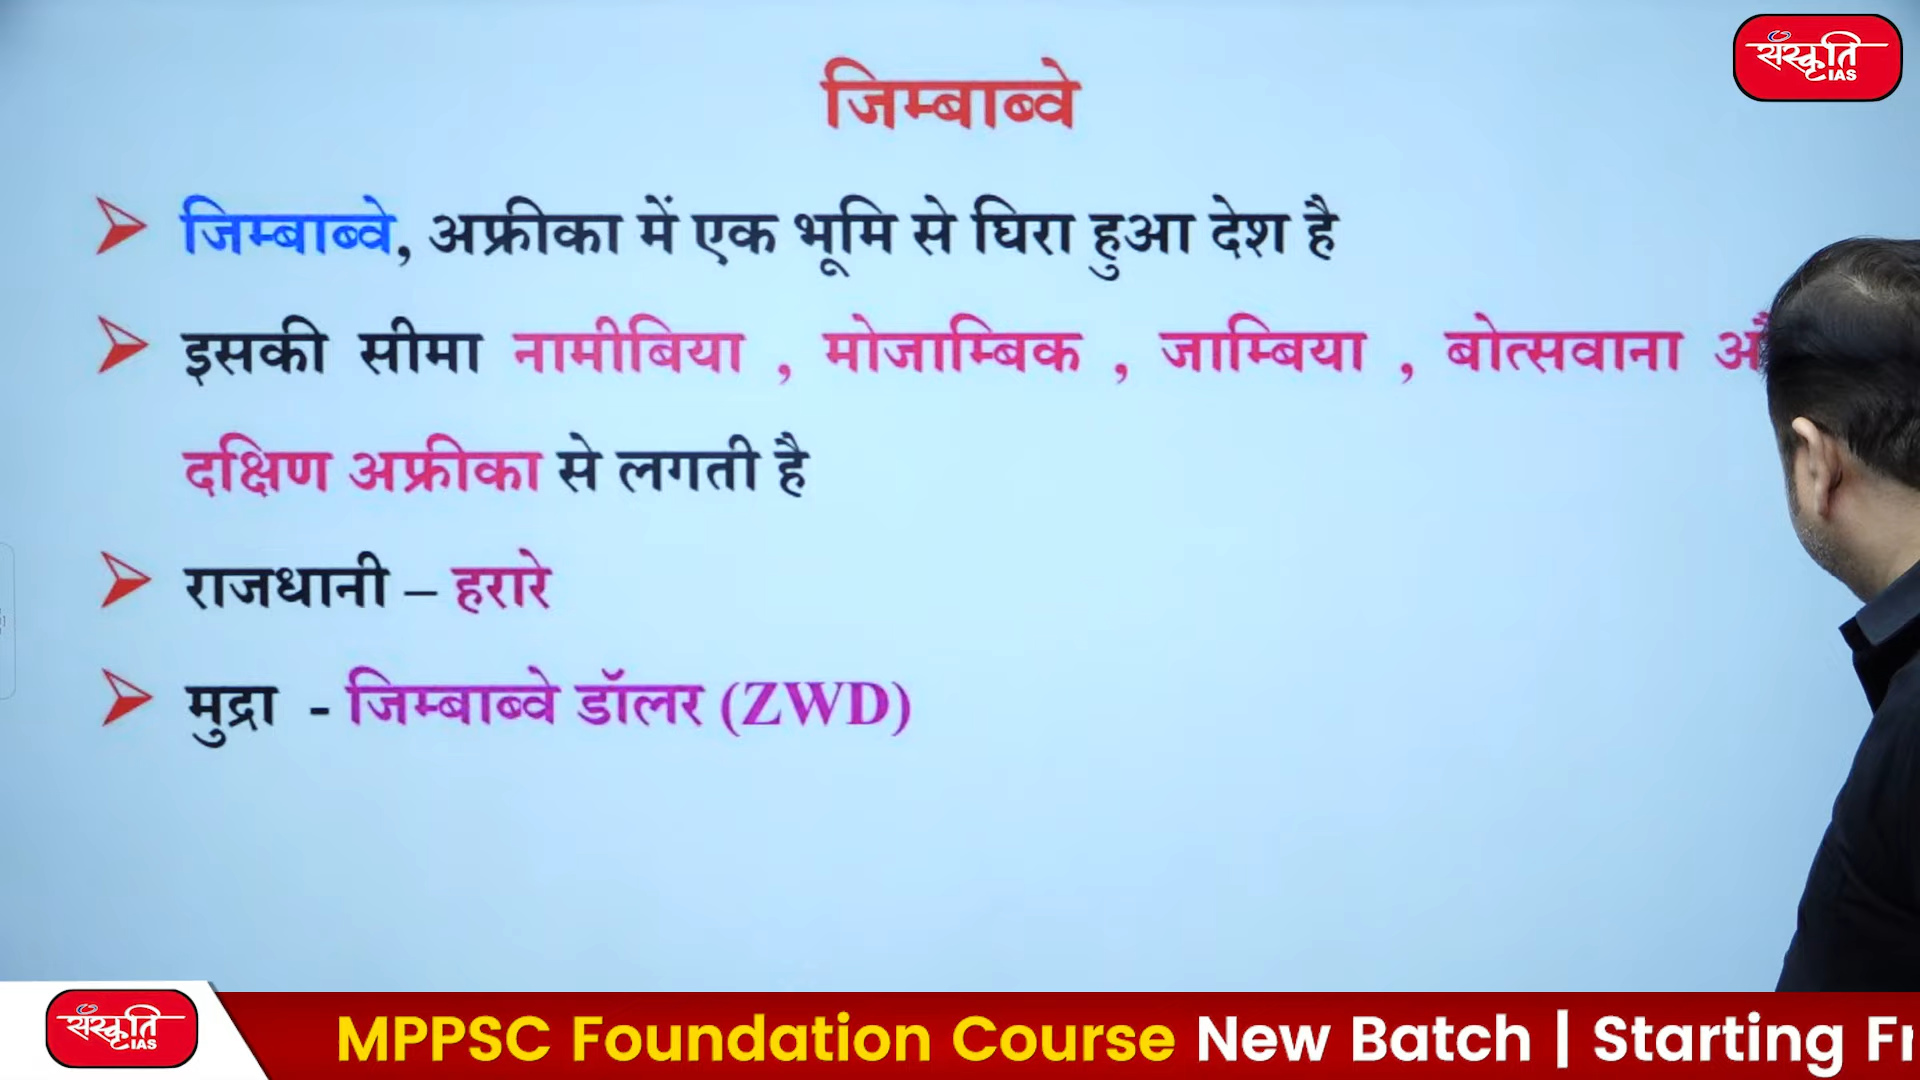 संस्कृति
IAS
जिम्बाब्वे
जिम्बाब्वे, अफ्रीका में एक भूमि से घिरा हुआ देश है
इसकी सीमा नामीबिया , मोजाम्बिक , जाम्बिया , बोत्सवाना
दक्षिण अफ्रीका से लगती है
राजधानी – हरारे
मुद्रा - जिम्बाब्वे डॉलर (ZWD)
संस्कृति
IAS
MPPSC Foundation Course New Batch | Starting